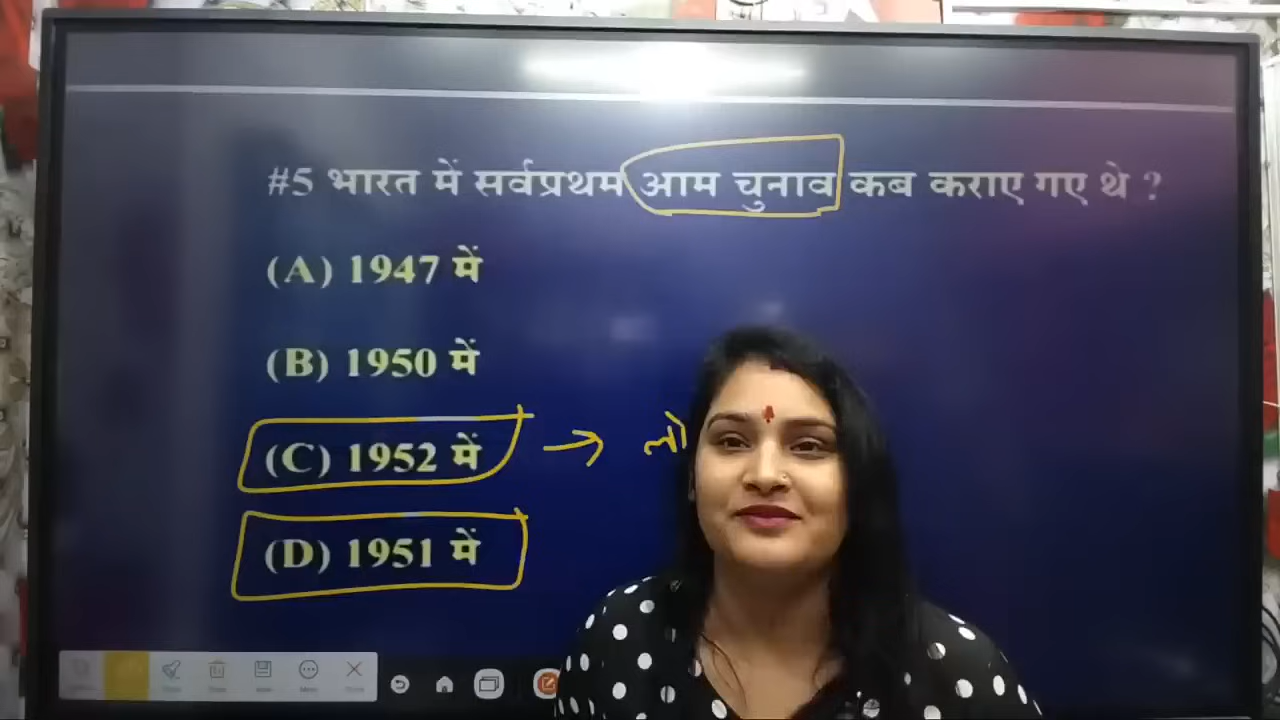 #5 भारत में सर्वप्रथम आम चुनाव कब कराए गए थे ?
(A) 1947 में
(B) 1950 में
(C) 1952 में → लो
(D) 1951 में